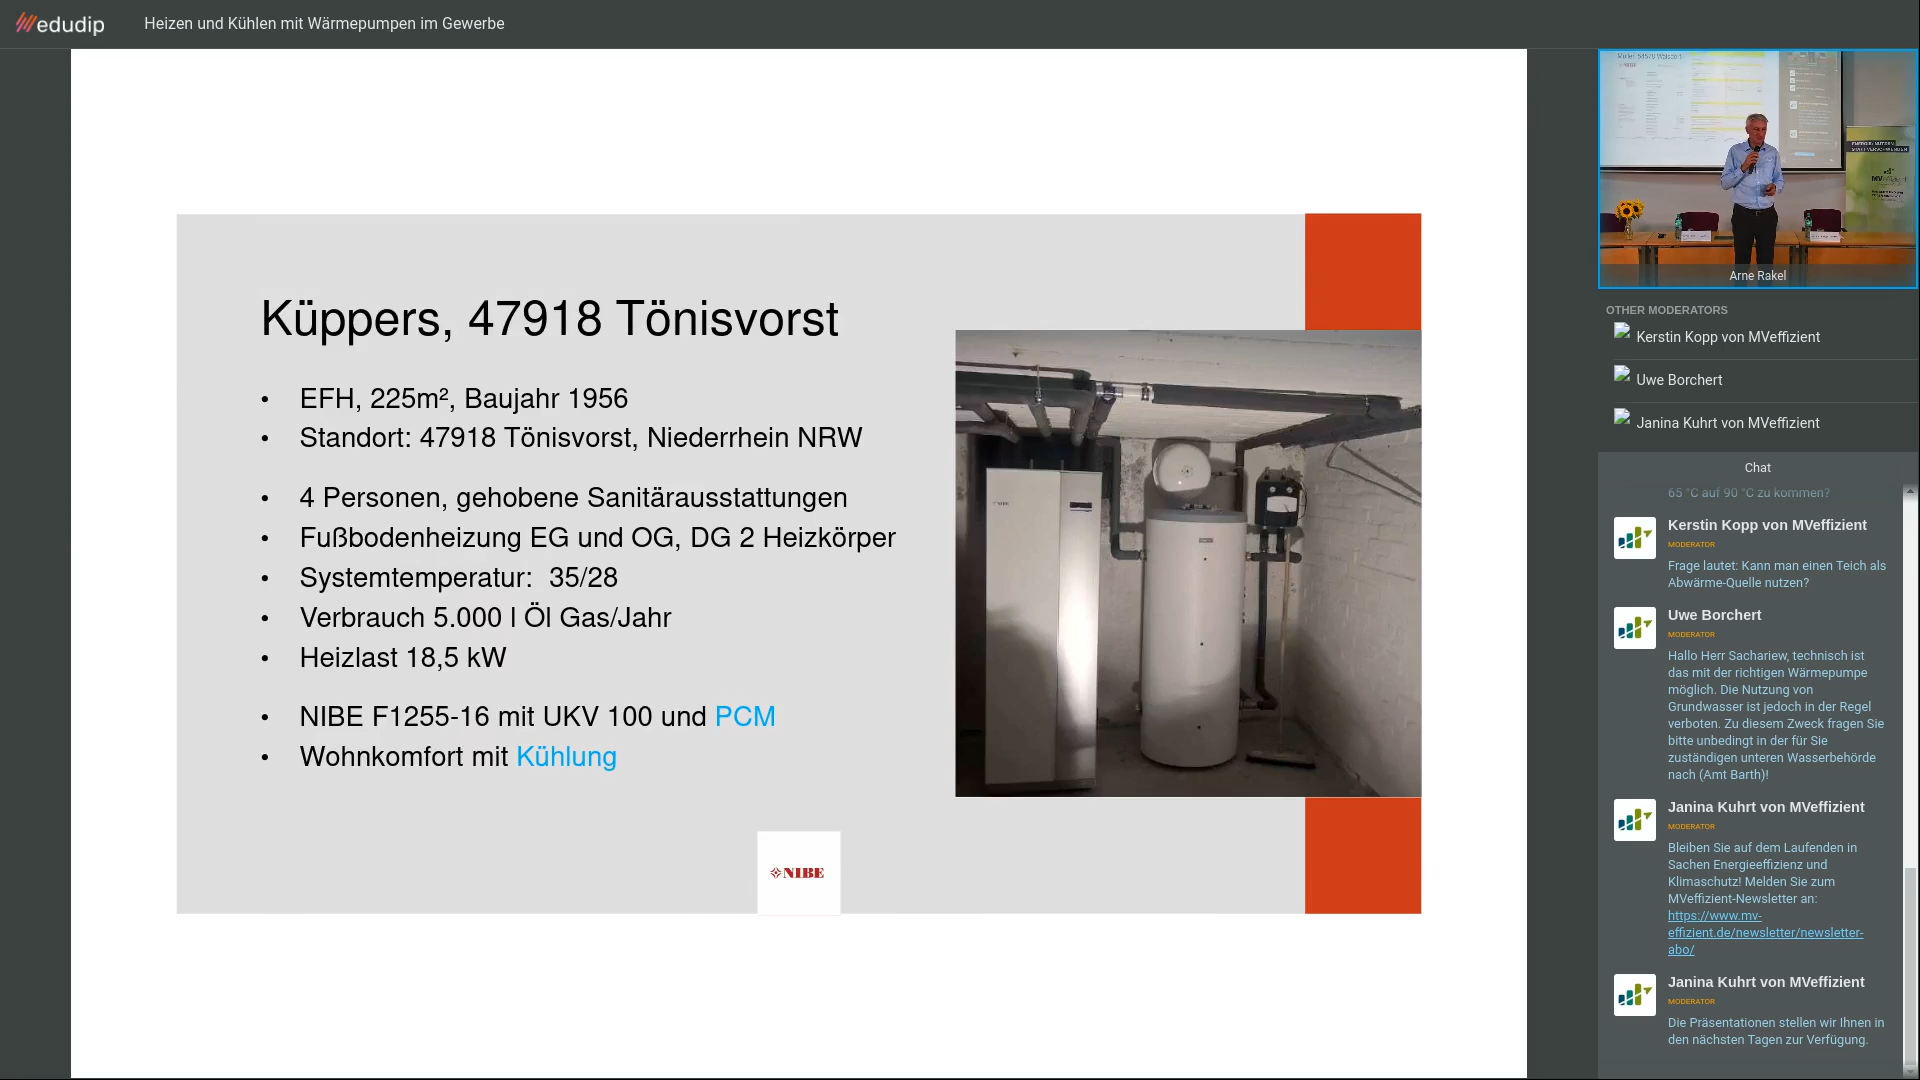 edudip
Heizen und Kühlen mit Wärmepumpen im Gewerbe
Küppers, 47918 Tönisvorst
• EFH, 225m², Baujahr 1956
• Standort: 47918 Tönisvorst, Niederrhein NRW
• 4 Personen, gehobene Sanitärausstattungen
• Fußbodenheizung EG und OG, DG 2 Heizkörper
• Systemtemperatur: 35/28
• Verbrauch 5.000 l Öl Gas/Jahr
• Heizlast 18,5 kW
• NIBE F1255-16 mit UKV 100 und PCM
• Wohnkomfort mit Kühlung
NIBE
ENERGIE: NUTZEN
STATT VERSCHWENDEN
Arne Rakel
OTHER MODERATORS
Kerstin Kopp von MVeffizient
Uwe Borchert
Janina Kuhrt von MVeffizient
Chat
65 °C auf 90 °C zu kommen?
Kerstin Kopp von MVeffizient
MODERATOR
Frage lautet: Kann man einen Teich als
Abwärme-Quelle nutzen?
Uwe Borchert
MODERATOR
Hallo Herr Sachariew, technisch ist
das mit der richtigen Wärmepumpe
möglich. Die Nutzung von
Grundwasser ist jedoch in der Regel
verboten. Zu diesem Zweck fragen Sie
bitte unbedingt in der für Sie
zuständigen unteren Wasserbehörde
nach (Amt Barth)!
Janina Kuhrt von MVeffizient
MODERATOR
Bleiben Sie auf dem Laufenden in
Sachen Energieeffizienz und
Klimaschutz! Melden Sie zum
MVeffizient-Newsletter an:
https://www.mv-
effizient.de/newsletter/newsletter-
abo/
Janina Kuhrt von MVeffizient
MODERATOR
Die Präsentationen stellen wir Ihnen in
den nächsten Tagen zur Verfügung.